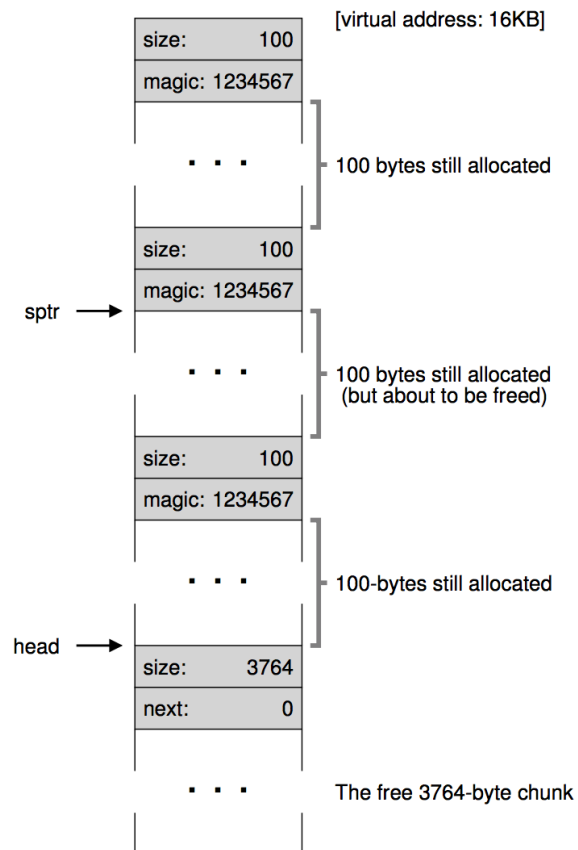 [virtual address: 16KB]
size: 100
magic: 1234567
. . .
100 bytes still allocated
size: 100
magic: 1234567
sptr
. . .
100 bytes still allocated
(but about to be freed)
size: 100
magic: 1234567
. . .
100-bytes still allocated
head
size: 3764
next: 0
. . .
The free 3764-byte chunk